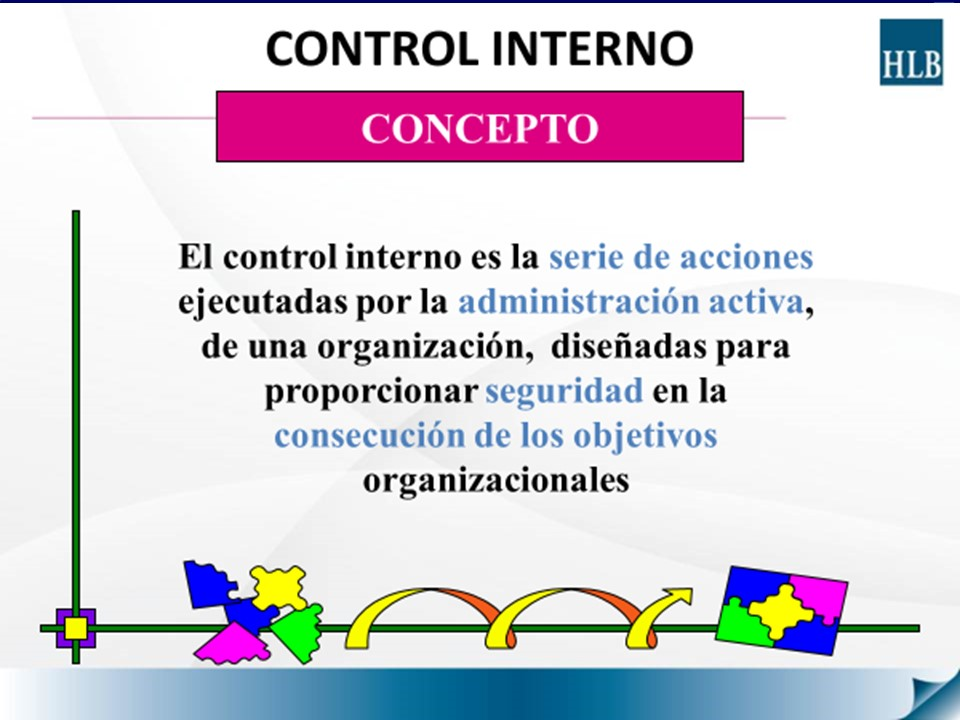 CONTROL INTERNO
HLB
CONCEPTO
El control interno es la serie de acciones
ejecutadas por la administración activa,
de una organización, diseñadas para
proporcionar seguridad en la
consecución de los objetivos
organizacionales